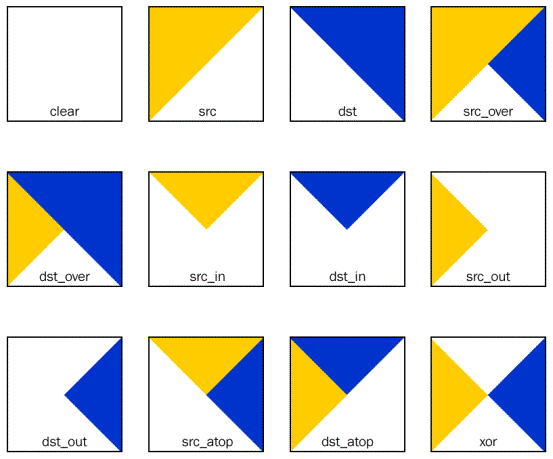 clear
src
dst
src_over
dst_over
src_in
dst_in
src_out
dst_out
src_atop
dst_atop
xor